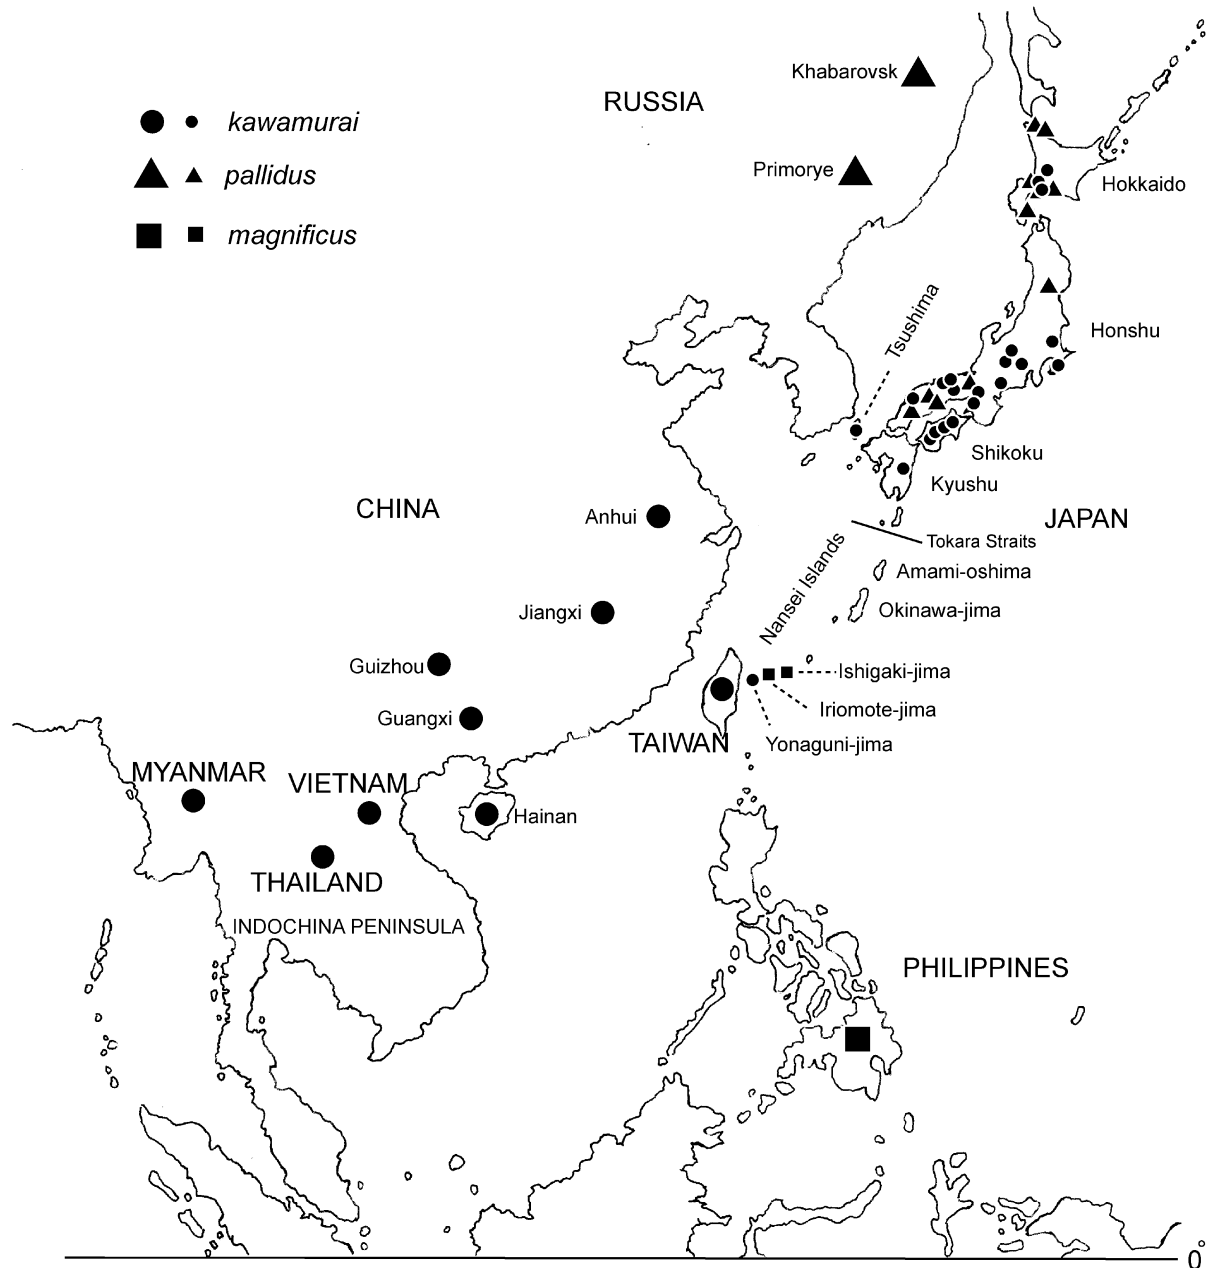 Khabarovsk
RUSSIA
kawamurai
pallidus
magnificus
Primorye
Hokkaido
Tsushima
Honshu
Shikoku
Kyushu
CHINA
Anhui
JAPAN
Tokara Straits
Nansei Islands
Amami-oshima
Jiangxi
Okinawa-jima
Guizhou
Ishigaki-jima
Guangxi
Iriomote-jima
TAIWAN
Yonaguni-jima
MYANMAR
VIETNAM
Hainan
THAILAND
INDOCHINA PENINSULA
PHILIPPINES
0°